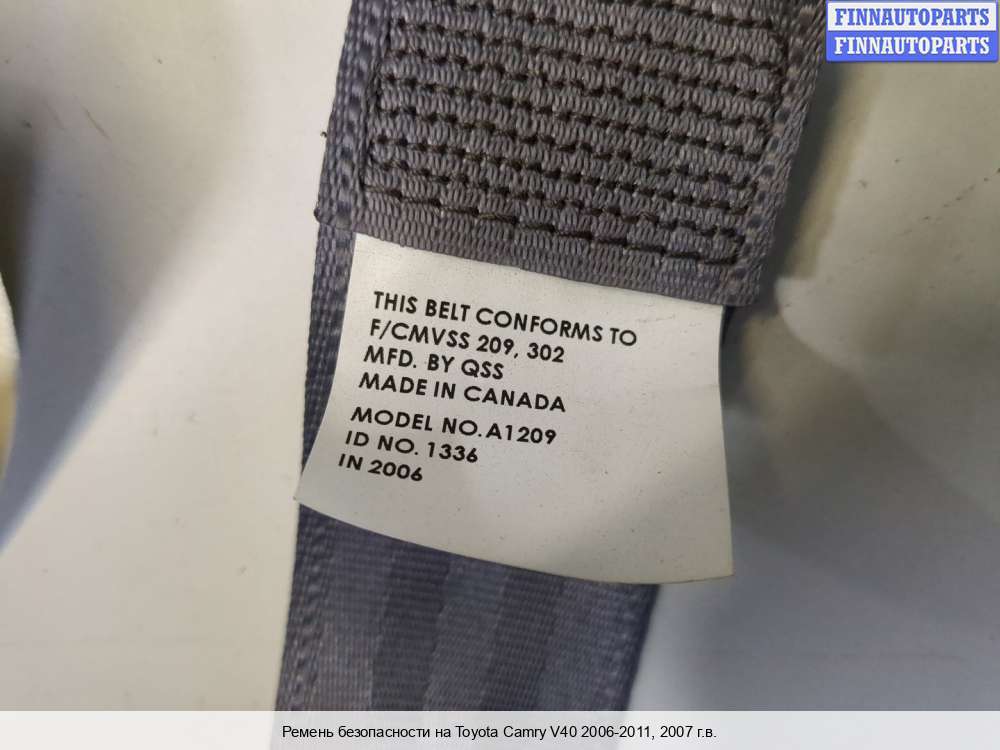 FINNAUTOPARTS
FINNAUTOPARTS
THIS BELT CONFORMS TO
F/CMVSS 209, 302
MFD. BY QSS
MADE IN CANADA
MODEL NO. A1209
ID NO. 1336
IN 2006
Ремень безопасности на Toyota Camry V40 2006-2011, 2007 г.в.